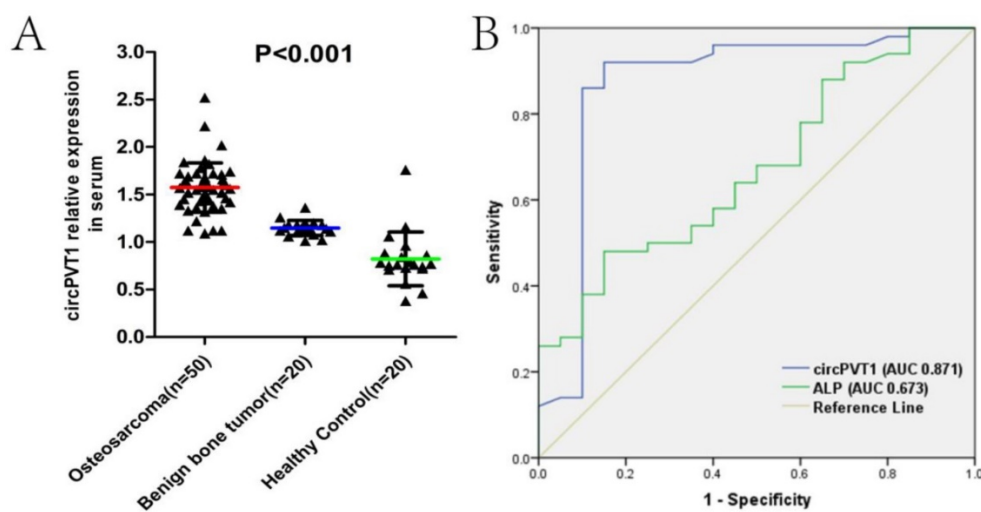 A
P<0.001
circPVT1 relative expression
in serum
3.0
2.5
2.0
1.5
1.0
0.5
0.0
Osteosarcoma(n=50)
Benign bone tumor(n=20)
Healthy Control(n=20)
B
Sensitivity
1.0
0.8
0.6
0.4
0.2
0.0
circPVT1 (AUC 0.871)
ALP (AUC 0.673)
Reference Line
0.0
0.2
0.4
0.6
0.8
1.0
1 - Specificity